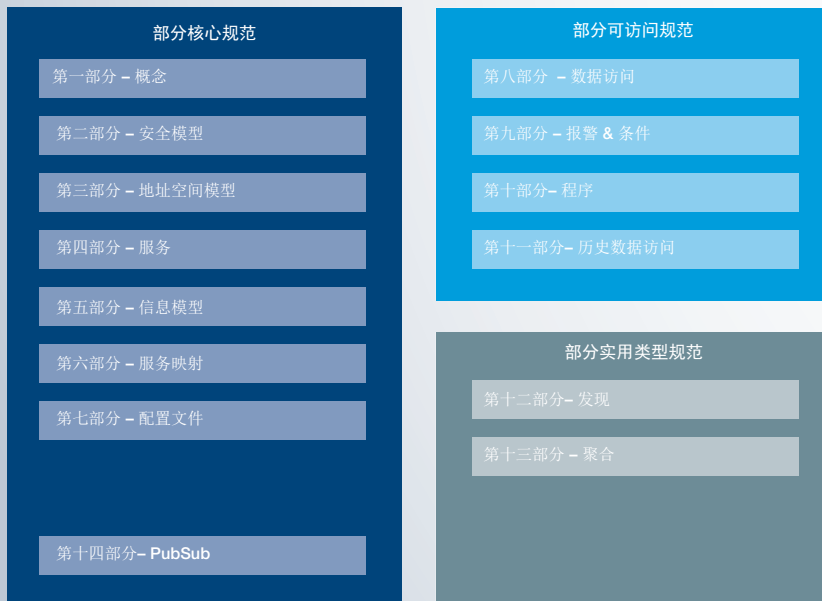 部分核心规范
第一部分 – 概念
第二部分 – 安全模型
第三部分 – 地址空间模型
第四部分 – 服务
第五部分 – 信息模型
第六部分 – 服务映射
第七部分 – 配置文件
第十四部分– PubSub
部分可访问规范
第八部分 – 数据访问
第九部分 – 报警 & 条件
第十部分– 程序
第十一部分– 历史数据访问
部分实用类型规范
第十二部分– 发现
第十三部分 – 聚合